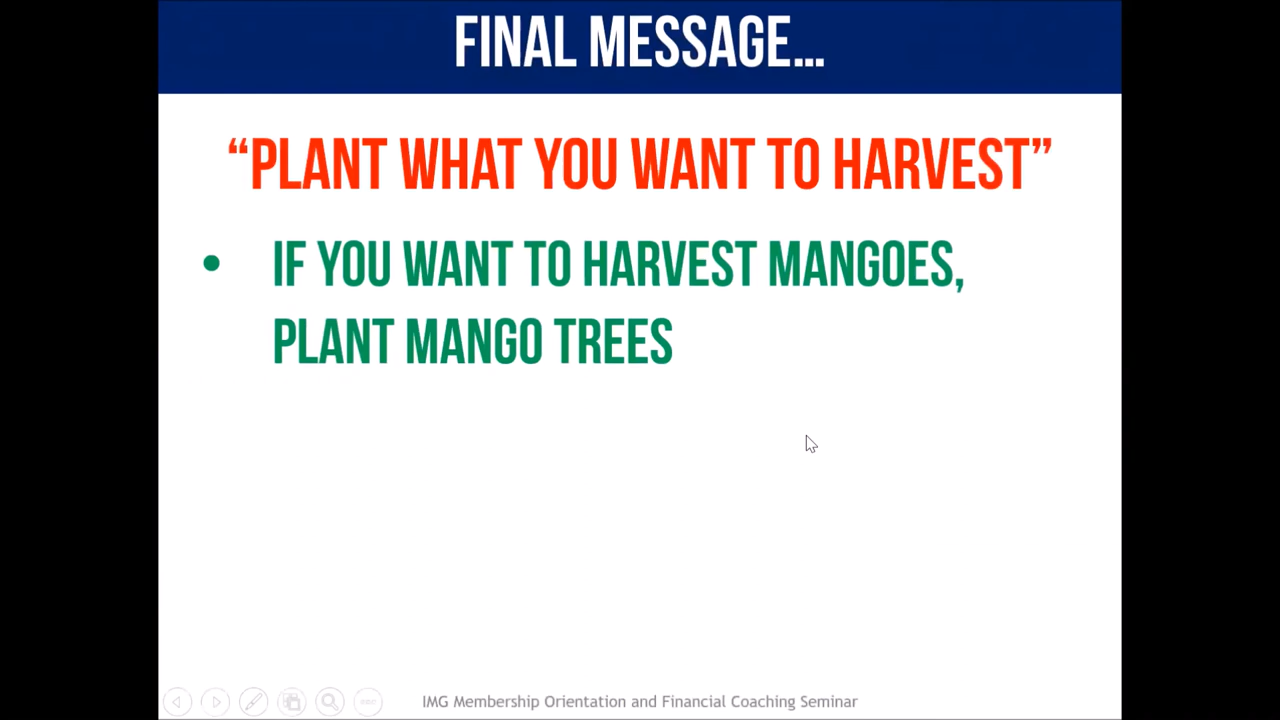 FINAL MESSAGE...
“PLANT WHAT YOU WANT TO HARVEST”
• IF YOU WANT TO HARVEST MANGOES,
PLANT MANGO TREES
IMG Membership Orientation and Financial Coaching Seminar